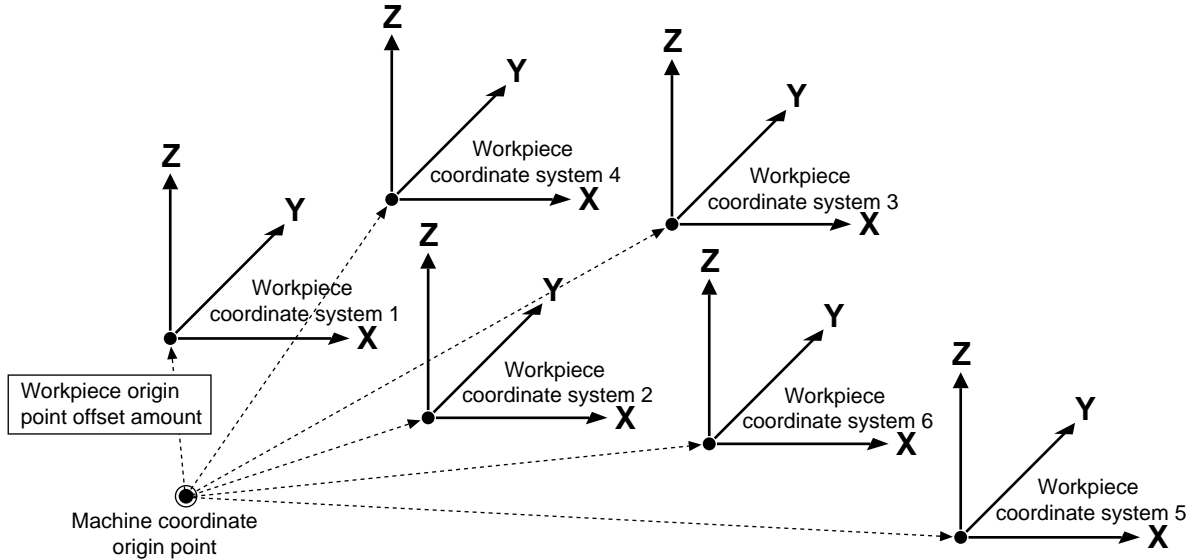 Z
Y
Workpiece
coordinate system 4
X
Z
Y
Workpiece
coordinate system 3
X
Z
Y
Workpiece
coordinate system 1
X
Z
Y
Workpiece
coordinate system 2
X
Z
Y
Workpiece
coordinate system 6
X
Z
Y
Workpiece
coordinate system 5
X
Workpiece origin
point offset amount
Machine coordinate
origin point